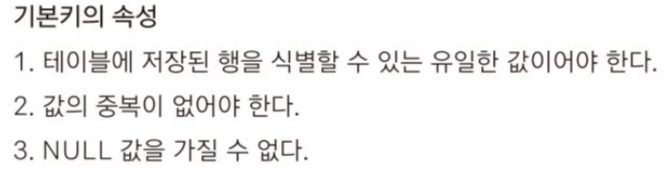 기본키의 속성
1. 테이블에 저장된 행을 식별할 수 있는 유일한 값이어야 한다.
2. 값의 중복이 없어야 한다.
3. NULL 값을 가질 수 없다.